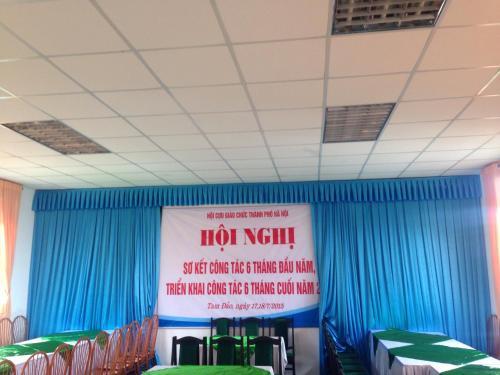 HỘI CỰU GIÁO CHỨC THÀNH PHỐ HÀ NỘI
HỘI NGHỊ
SƠ KẾT CÔNG TÁC 6 THÁNG ĐẦU NĂM,
TRIỂN KHAI CÔNG TÁC 6 THÁNG CUỐI NĂM 2
Tam Đảo, ngày 17,18/7/2015